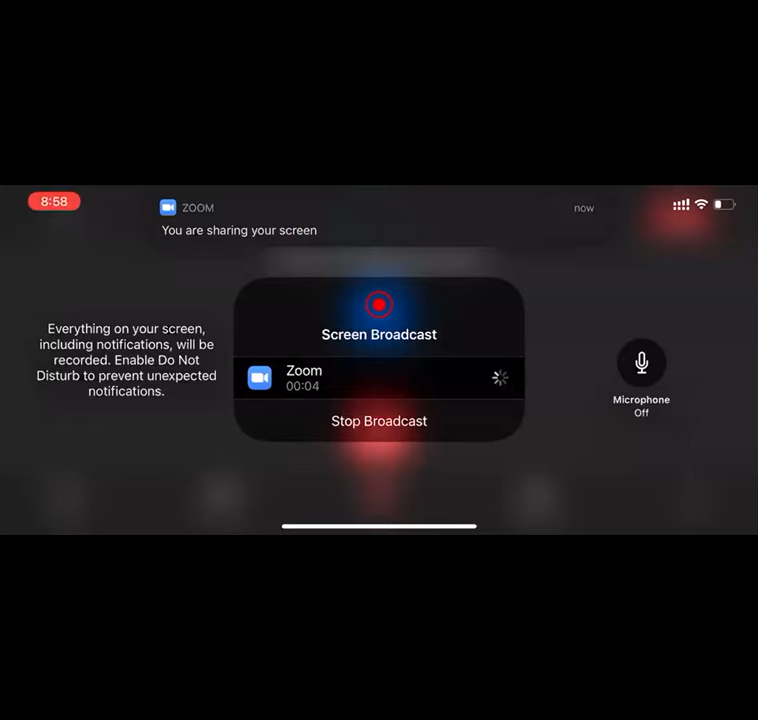 8:58
ZOOM
now
You are sharing your screen
Everything on your screen,
including notifications, will be
recorded. Enable Do Not
Disturb to prevent unexpected
notifications.
Screen Broadcast
Zoom
00:04
Stop Broadcast
Microphone
Off